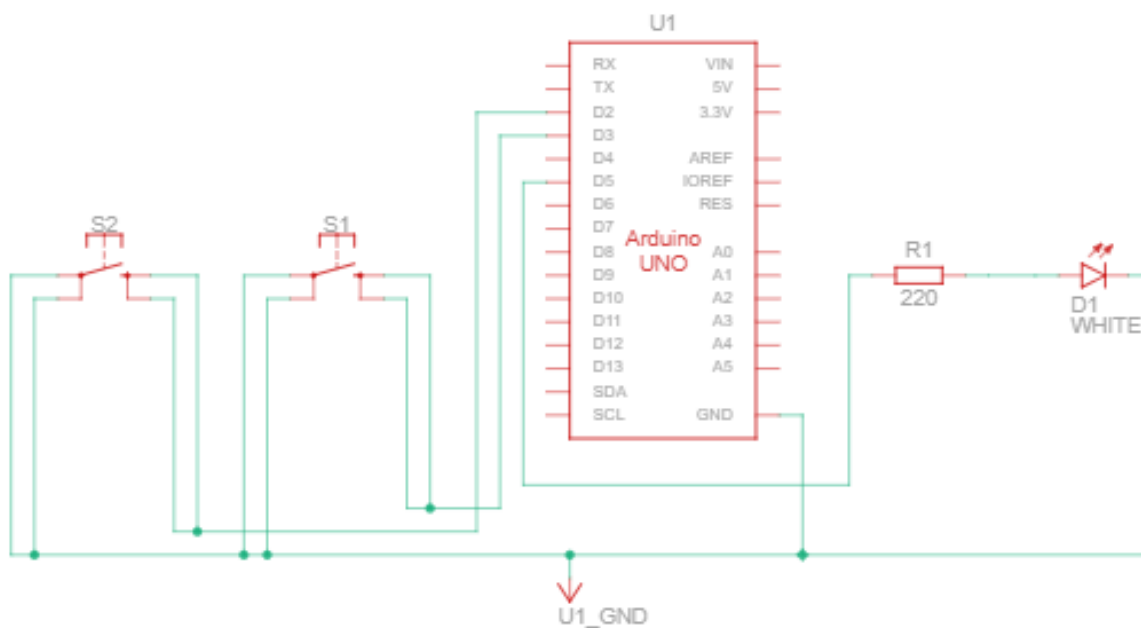 U1
RX
VIN
TX
5V
D2
3.3V
D3
D4
AREF
D5
IOREF
D6
RES
D7
S2
S1
Arduino
UNO
D8
A0
R1
D9
A1
D10
A2
220
D1
D11
A3
WHITE
D12
A4
D13
A5
SDA
SCL
GND
U1_GND